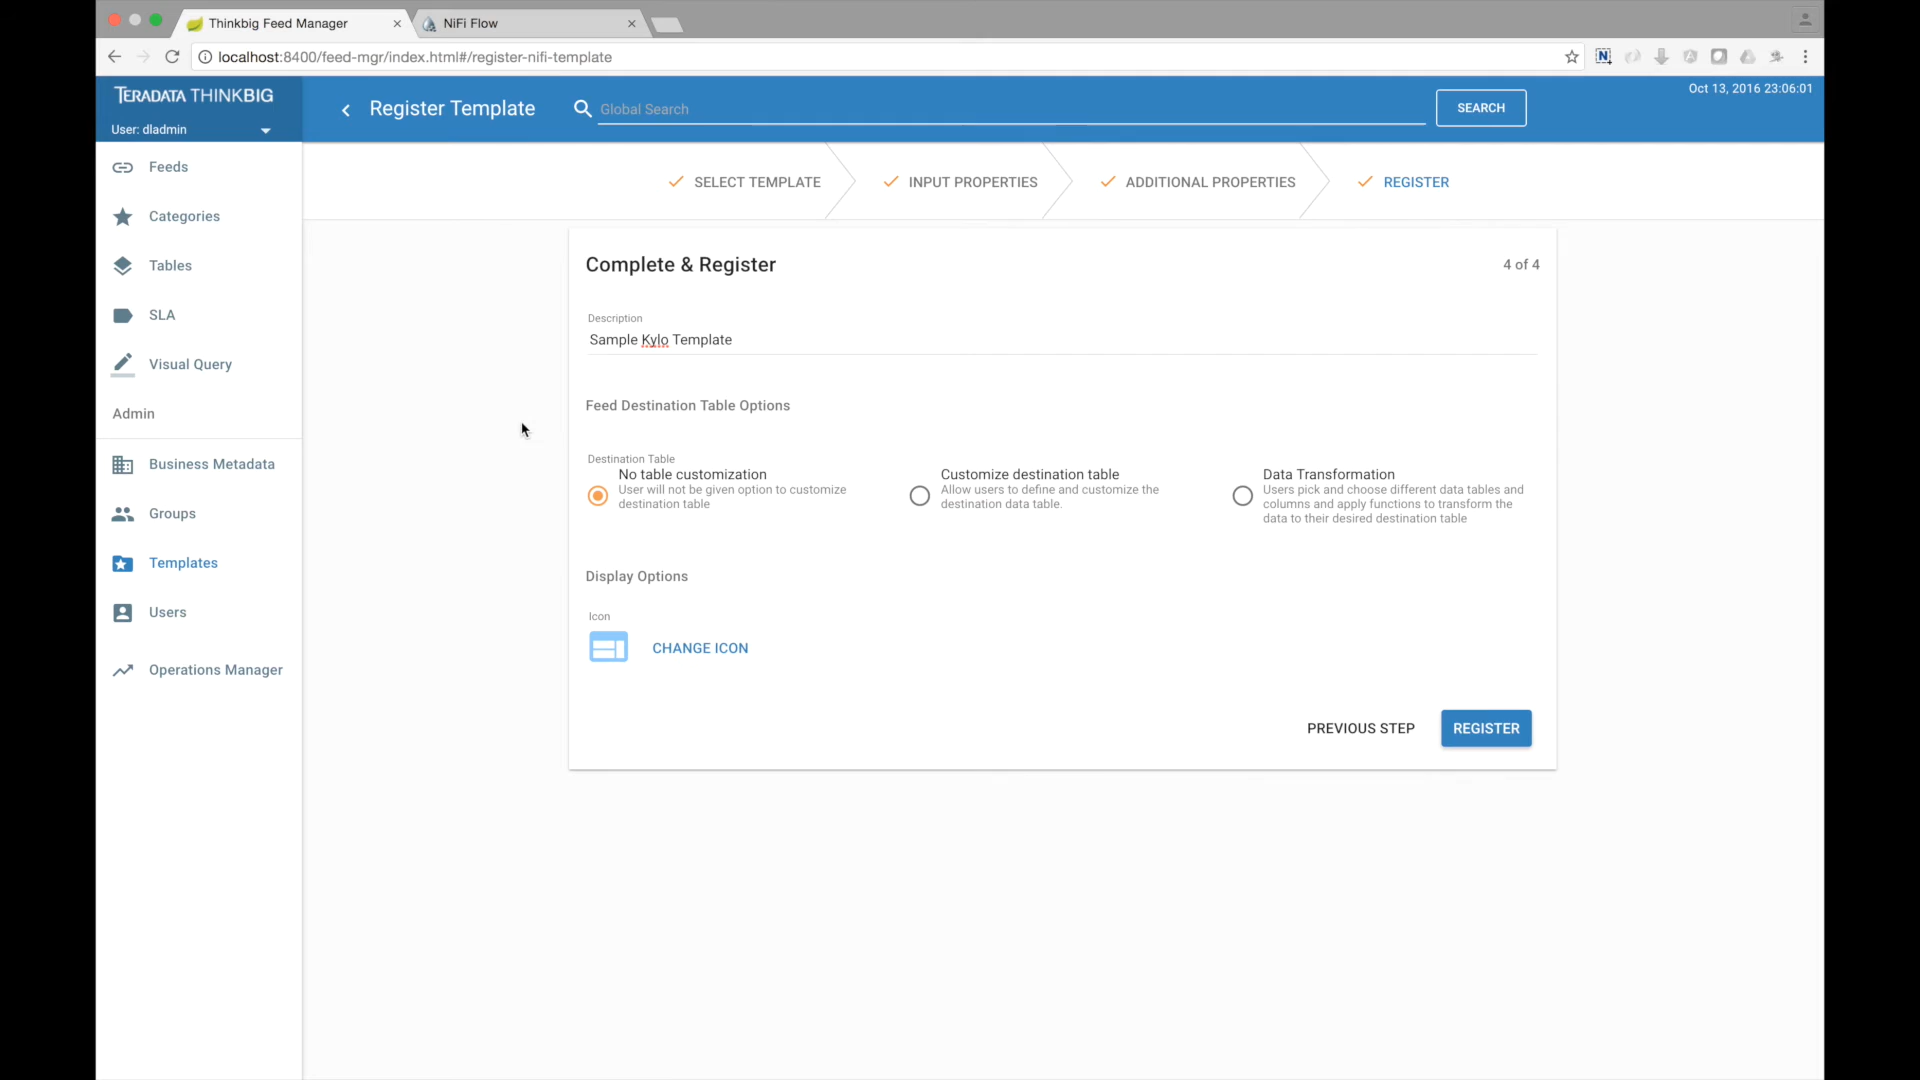 Thinkbig Feed Manager
NiFi Flow
localhost:8400/feed-mgr/index.html#/register-nifi-template
TERADATA THINKBIG
User: dladmin
Register Template
Global Search
SEARCH
Oct 13, 2016 23:06:01
Feeds
Categories
Tables
SLA
Visual Query
Admin
Business Metadata
Groups
Templates
Users
Operations Manager
SELECT TEMPLATE
INPUT PROPERTIES
ADDITIONAL PROPERTIES
REGISTER
Complete & Register
4 of 4
Description
Sample Kylo Template
Feed Destination Table Options
Destination Table
No table customization
User will not be given option to customize
destination table
Customize destination table
Allow users to define and customize the
destination data table.
Data Transformation
Users pick and choose different data tables and
columns and apply functions to transform the
data to their desired destination table
Display Options
Icon
CHANGE ICON
PREVIOUS STEP
REGISTER